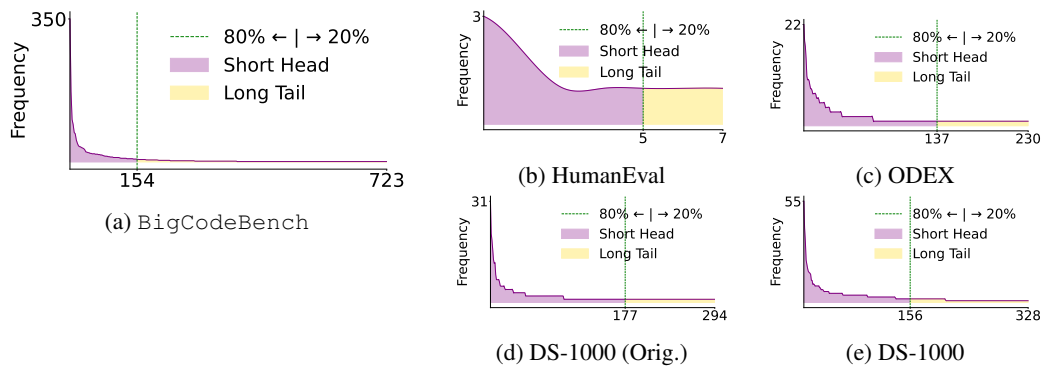 350
Frequency
80% ← | → 20%
Short Head
Long Tail
154
723
(a) BigCodeBench
3
Frequency
80% ← | → 20%
Short Head
Long Tail
5
7
(b) HumanEval
22
Frequency
80% ← | → 20%
Short Head
Long Tail
137
230
(c) ODEX
31
Frequency
80% ← | → 20%
Short Head
Long Tail
177
294
(d) DS-1000 (Orig.)
55
Frequency
80% ← | → 20%
Short Head
Long Tail
156
328
(e) DS-1000